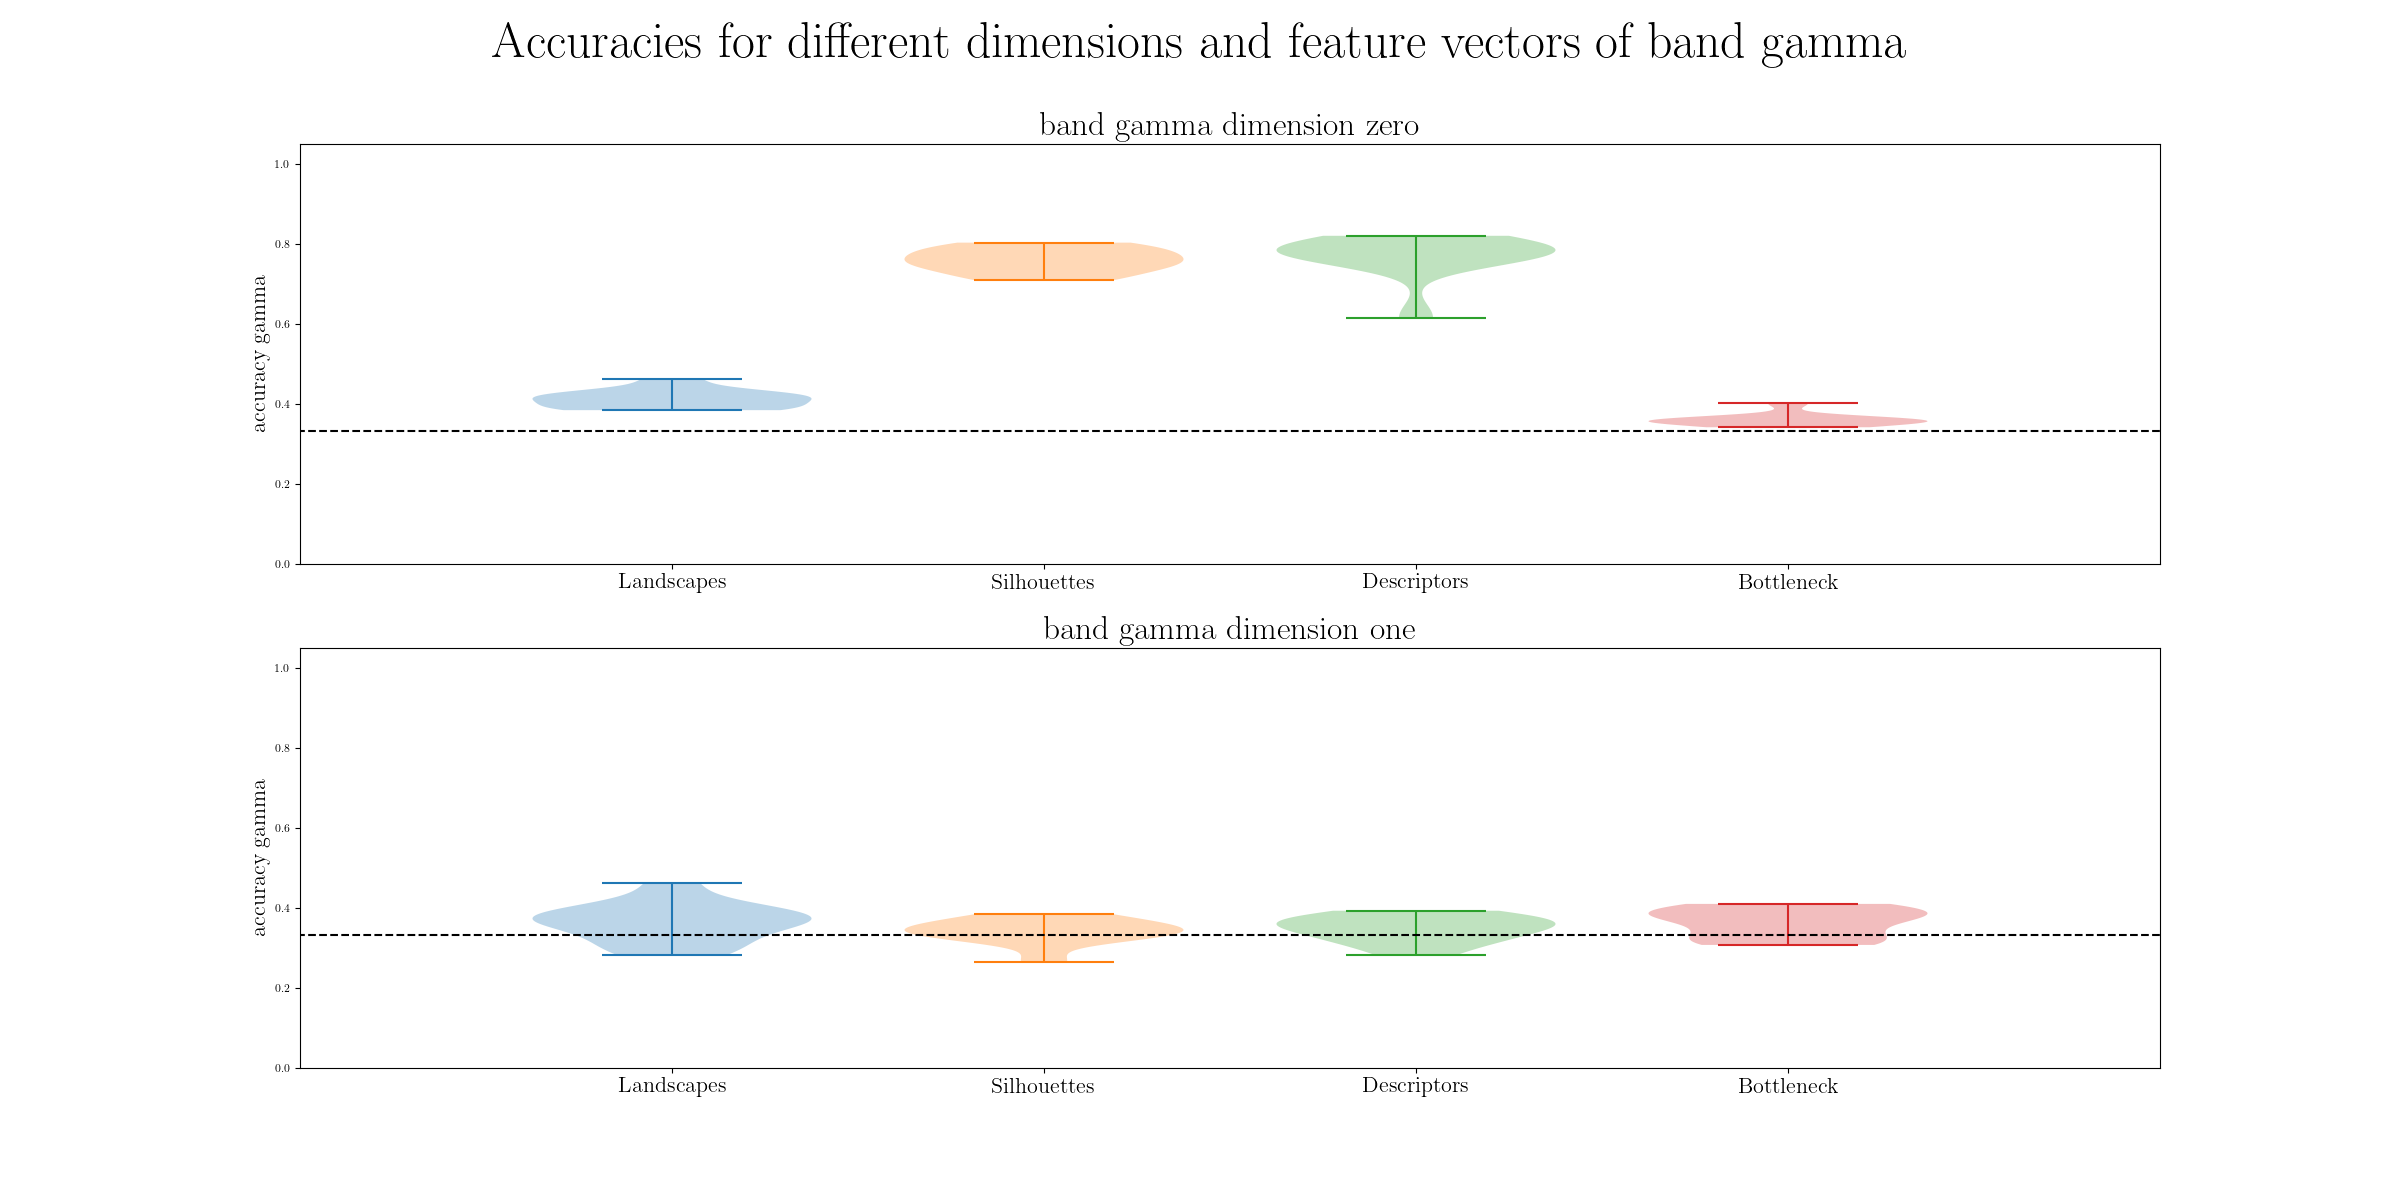 Accuracies for different dimensions and feature vectors of band gamma
band gamma dimension zero
accuracy gamma
1.0
0.8
0.6
0.4
0.2
0.0
Landscapes Silhouettes Descriptors Bottleneck
band gamma dimension one
accuracy gamma
1.0
0.8
0.6
0.4
0.2
0.0
Landscapes Silhouettes Descriptors Bottleneck